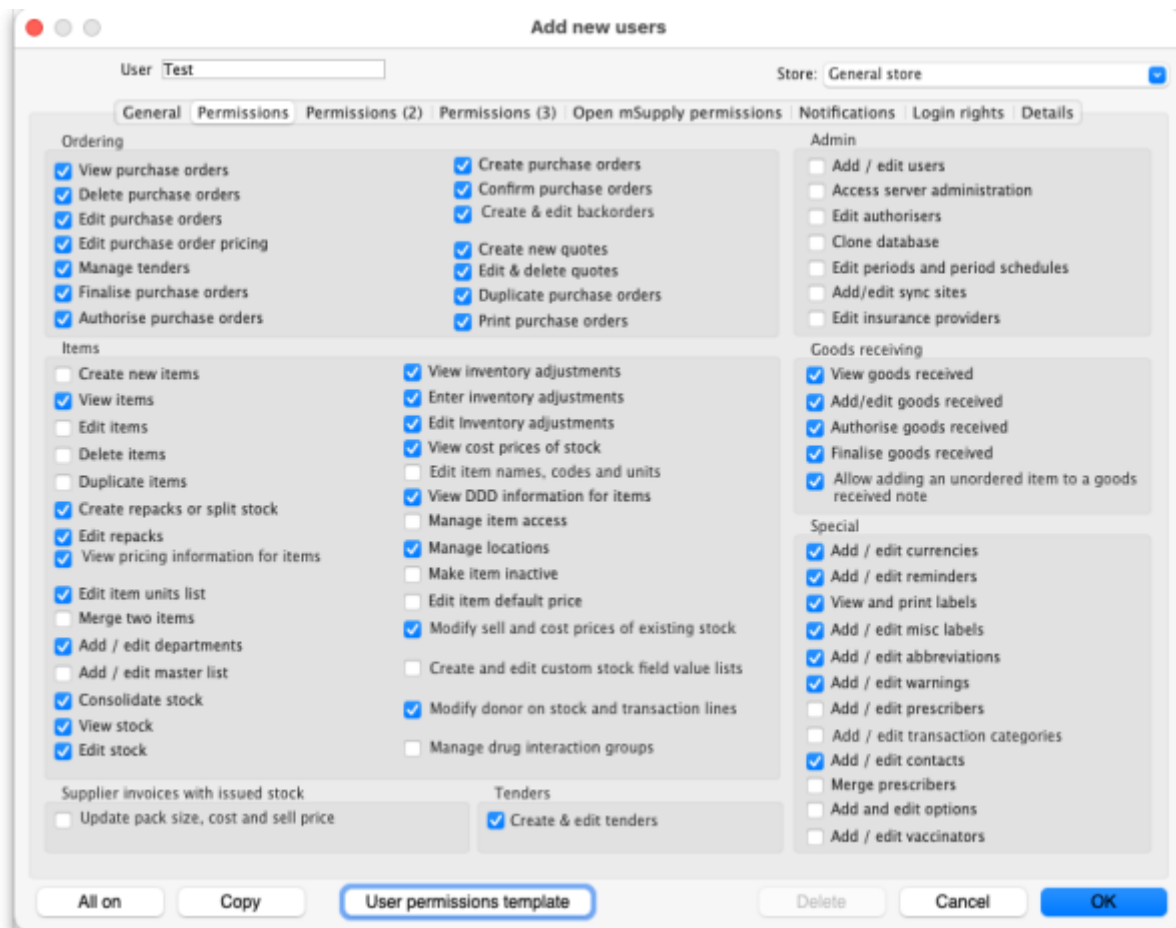 Add new users
User Test
Store: General store
General Permissions Permissions (2) Permissions (3) Open mSupply permissions Notifications Login rights Details
Ordering
View purchase orders
Delete purchase orders
Edit purchase orders
Edit purchase order pricing
Manage tenders
Finalise purchase orders
Authorise purchase orders
Create purchase orders
Confirm purchase orders
Create & edit backorders
Create new quotes
Edit & delete quotes
Duplicate purchase orders
Print purchase orders
Admin
Add / edit users
Access server administration
Edit authorisers
Clone database
Edit periods and period schedules
Add/edit sync sites
Edit insurance providers
Items
Create new items
View items
Edit items
Delete items
Duplicate items
Create repacks or split stock
Edit repacks
View pricing information for items
Edit item units list
Merge two items
Add / edit departments
Add / edit master list
Consolidate stock
View stock
Edit stock
View inventory adjustments
Enter inventory adjustments
Edit Inventory adjustments
View cost prices of stock
Edit item names, codes and units
View DDD information for items
Manage item access
Manage locations
Make item inactive
Edit item default price
Modify sell and cost prices of existing stock
Create and edit custom stock field value lists
Modify donor on stock and transaction lines
Manage drug interaction groups
Goods receiving
View goods received
Add/edit goods received
Authorise goods received
Finalise goods received
Allow adding an unordered item to a goods
received note
Special
Add / edit currencies
Add / edit reminders
View and print labels
Add / edit misc labels
Add / edit abbreviations
Add / edit warnings
Add / edit prescribers
Add / edit transaction categories
Add / edit contacts
Merge prescribers
Add and edit options
Add / edit vaccinators
Supplier invoices with issued stock
Update pack size, cost and sell price
Tenders
Create & edit tenders
All on
Copy
User permissions template
Delete
Cancel
OK